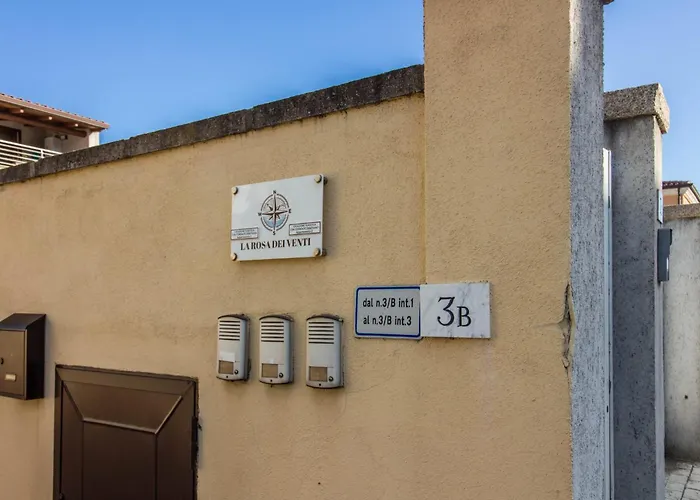 LA ROSA DEI VENTI
dal n.3/B int.1
al n.3/B int.3
3B